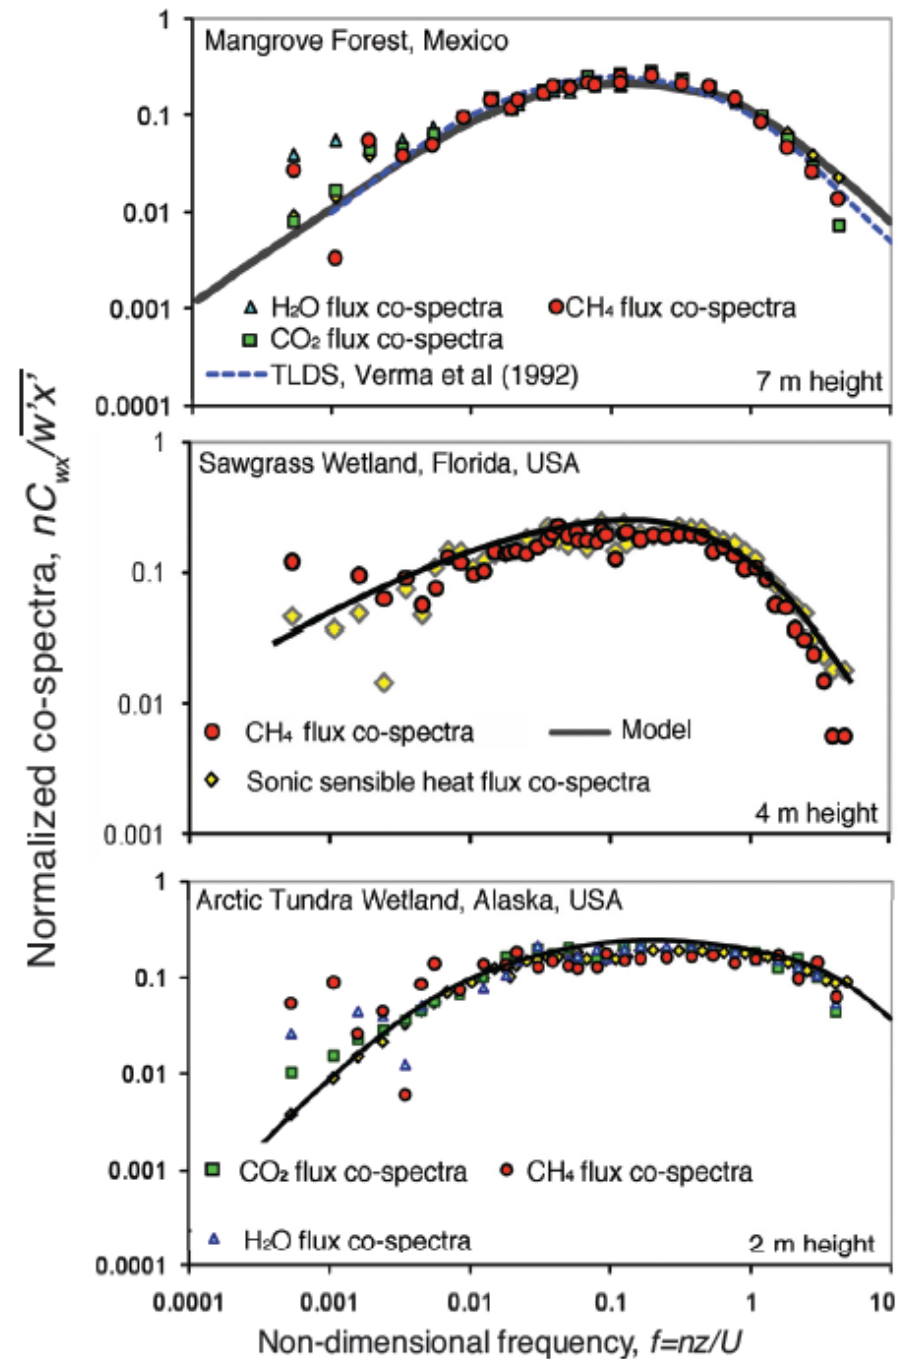 Normalized co-spectra, nCwx/w'x'
1
Mangrove Forest, Mexico
0.1
0.01
0.001
H2O flux co-spectra
CH4 flux co-spectra
CO2 flux co-spectra
TLDS, Verma et al (1992)
7 m height
0.0001
1
Sawgrass Wetland, Florida, USA
0.1
0.01
CH4 flux co-spectra
Model
Sonic sensible heat flux co-spectra
4 m height
0.001
1
Arctic Tundra Wetland, Alaska, USA
0.1
0.01
0.001
CO2 flux co-spectra
CH4 flux co-spectra
H2O flux co-spectra
2 m height
0.0001
0.0001 0.001 0.01 0.1 1 10
Non-dimensional frequency, f=nz/U